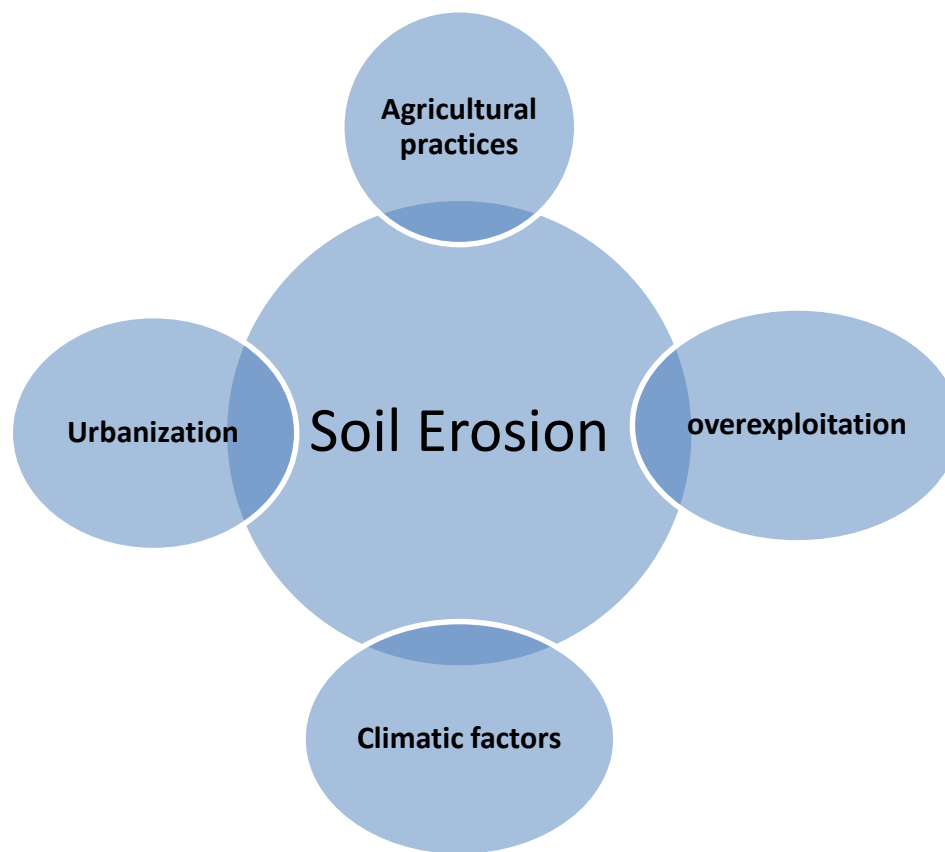 Agricultural
practices
Urbanization
Soil Erosion
overexploitation
Climatic factors